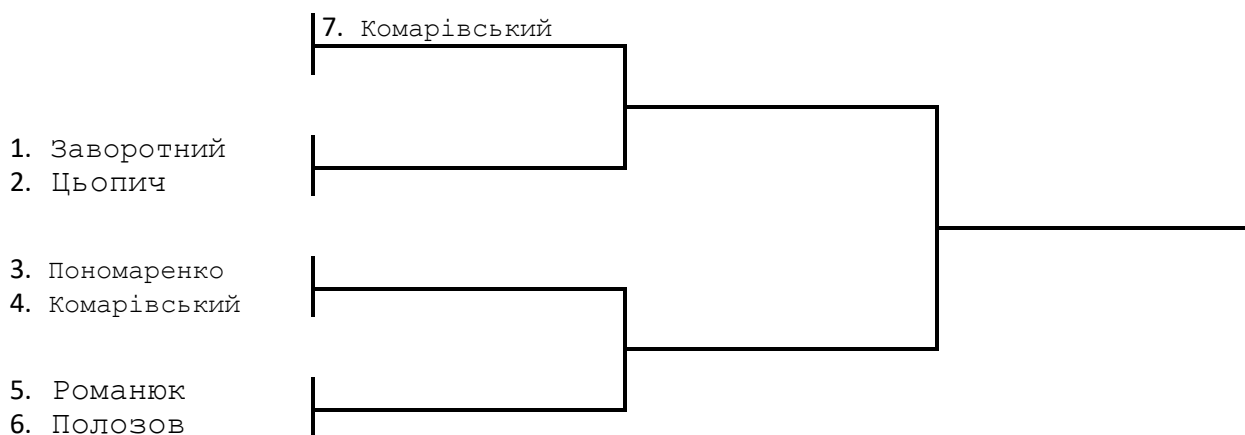 7. Комарівський
1. Заворотний
2. Цьопич
3. Пономаренко
4. Комарівський
5. Романюк
6. Полозов